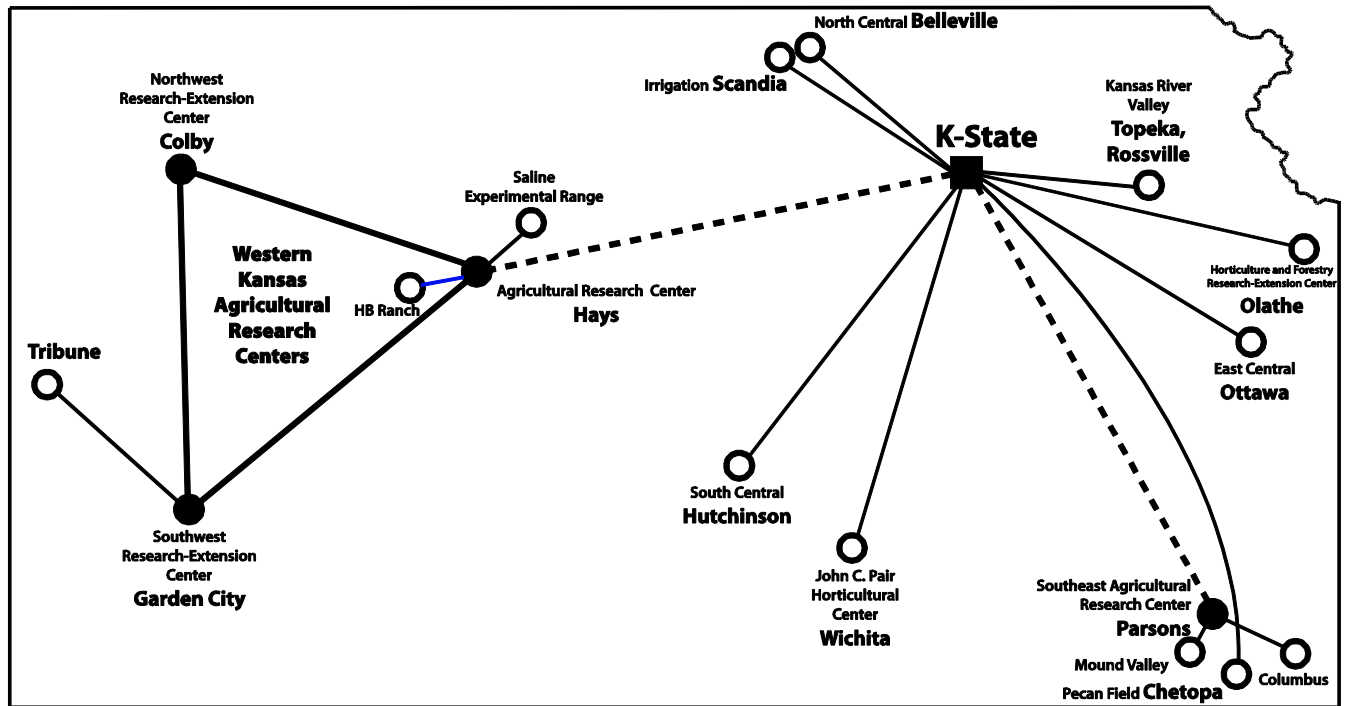 North Central Belleville
Irrigation Scandia
Northwest
Research-Extension
Center
Colby
Kansas River
Valley
Topeka,
Rossville
K-State
Saline
Experimental Range
Western
Kansas
Agricultural
Research
Centers
HB Ranch
Agricultural Research Center
Hays
Horticulture and Forestry
Research-Extension Center
Olathe
Tribune
East Central
Ottawa
South Central
Hutchinson
Southwest
Research-Extension
Center
Garden City
John C. Pair
Horticultural
Center
Wichita
Southeast Agricultural
Research Center
Parsons
Mound Valley
Pecan Field Chetopa
Columbus